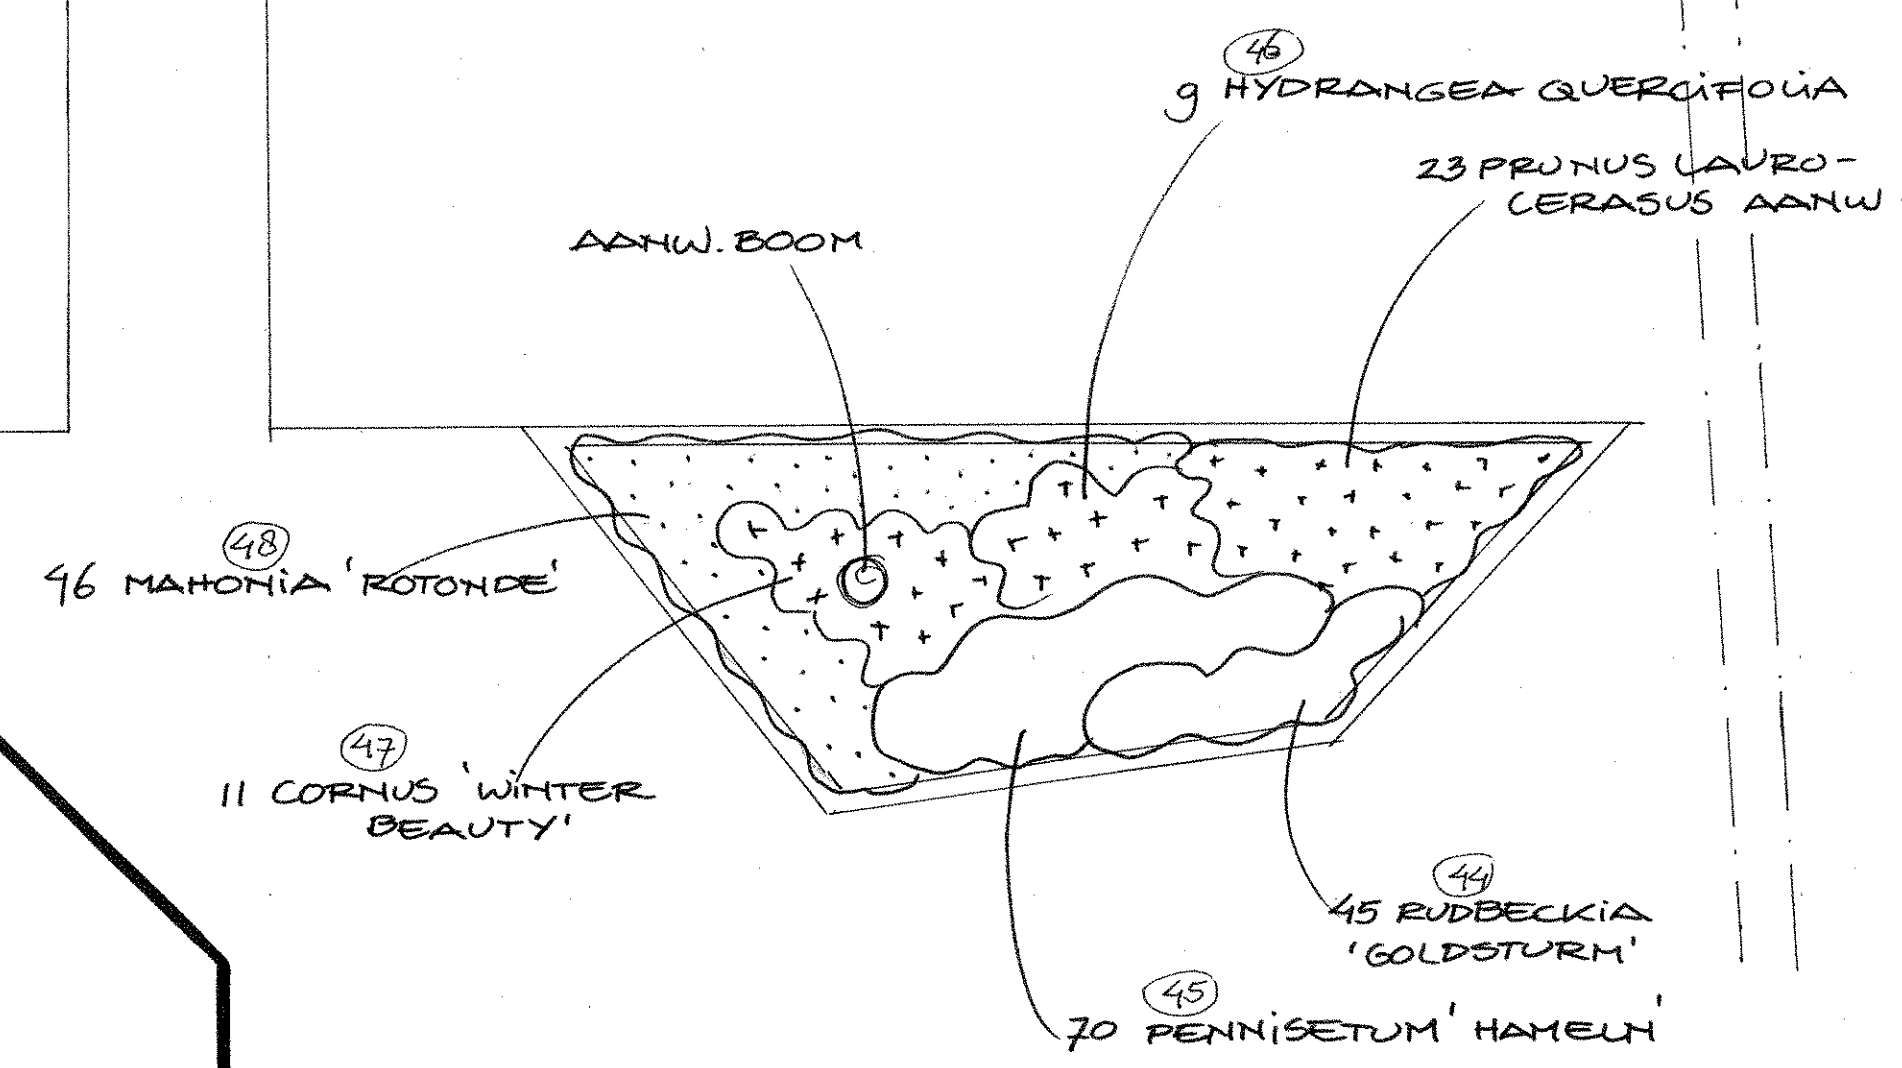 46
9 HYDRANGEA QUERCiFOLiA
23 PRUNUS LAURO-
CERASUS AANW
AANW. BOOM
48
46 MAHONiA 'ROTONDE'
47
11 CORNUS 'WiNTER
BEAUTY'
44
45 RUDBECKiA
'GOLDSTURM'
45
70 PENNiSETUM 'HAMELN'